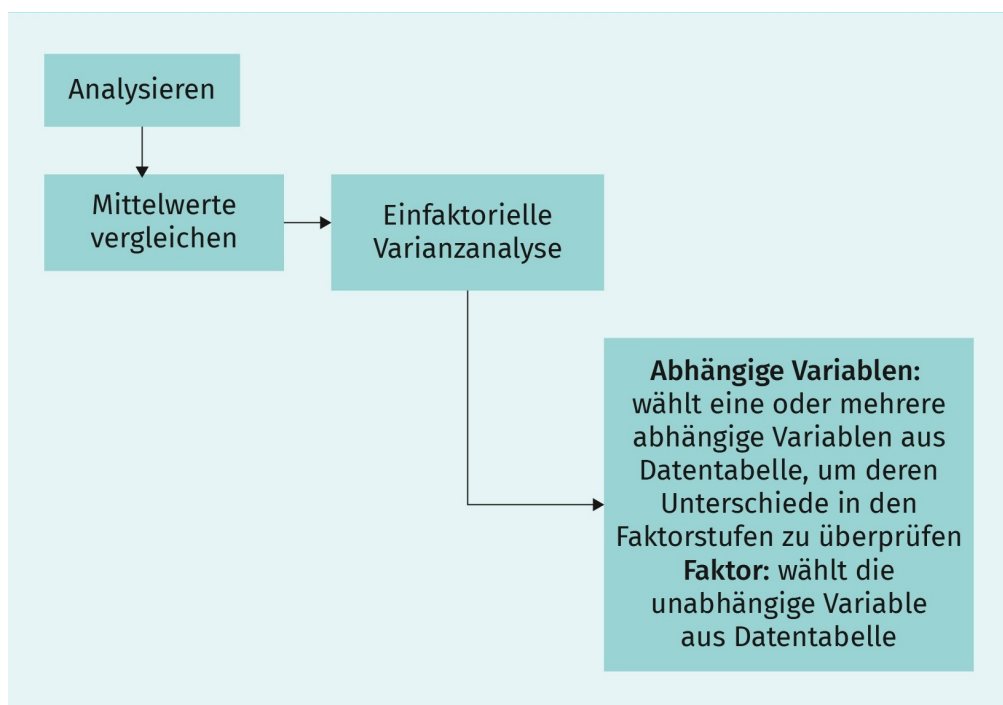 Analysieren
Mittelwerte
vergleichen
Einfaktorielle
Varianzanalyse
Abhängige Variablen:
wählt eine oder mehrere
abhängige Variablen aus
Datentabelle, um deren
Unterschiede in den
Faktorstufen zu überprüfen
Faktor: wählt die
unabhängige Variable
aus Datentabelle